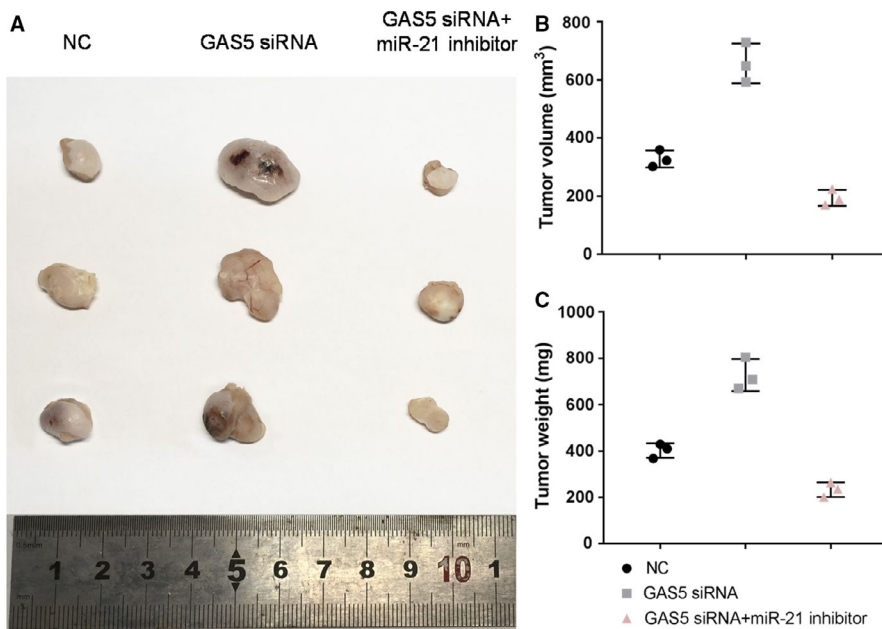 A
NC
GAS5 siRNA
GAS5 siRNA+
miR-21 inhibitor
0.5mm
mm
1 2 3 4 5 6 7 8 9 10 1
B
Tumor volume (mm³)
800
600
400
200
0
C
Tumor weight (mg)
1000
800
600
400
200
0
NC
GAS5 siRNA
GAS5 siRNA+miR-21 inhibitor